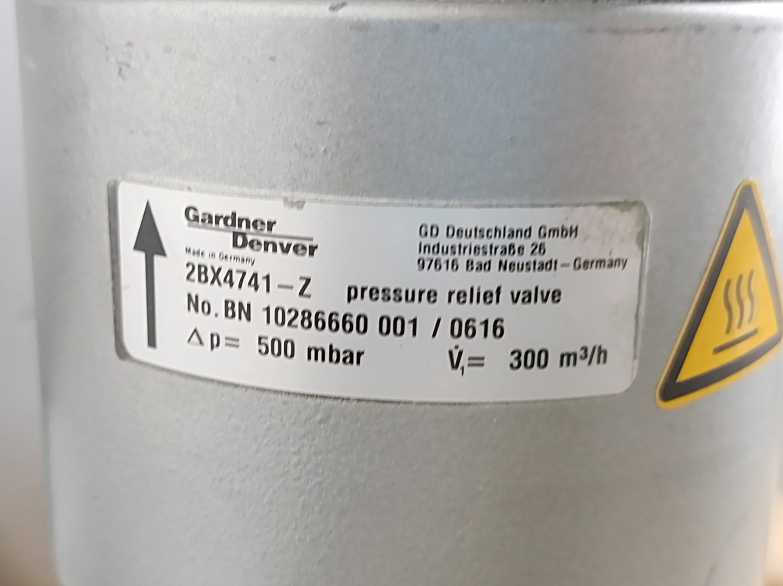 Gardner
Denver
Made in Germany
GD Deutschland GmbH
Industriestraße 26
97616 Bad Neustadt – Germany
2BX4741 – Z pressure relief valve
No. BN 10286660 001 / 0616
Δp = 500 mbar V̇₁ = 300 m³/h